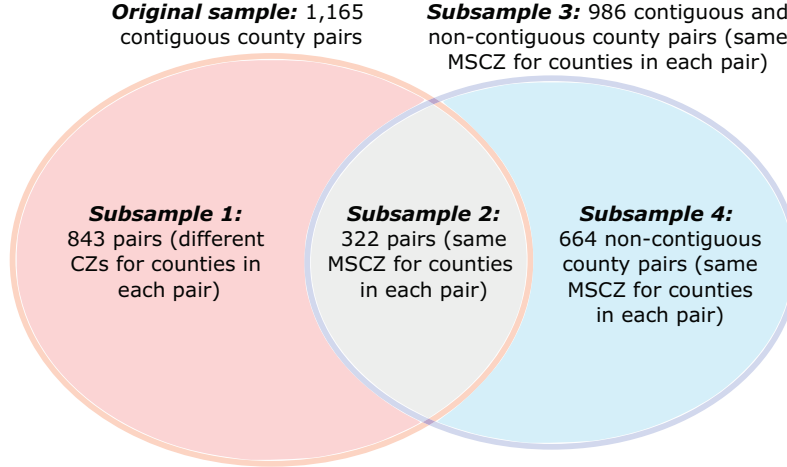 Original sample: 1,165
contiguous county pairs
Subsample 3: 986 contiguous and
non-contiguous county pairs (same
MSCZ for counties in each pair)
Subsample 1:
843 pairs (different
CZs for counties in
each pair)
Subsample 2:
322 pairs (same
MSCZ for counties
in each pair)
Subsample 4:
664 non-contiguous
county pairs (same
MSCZ for counties
in each pair)